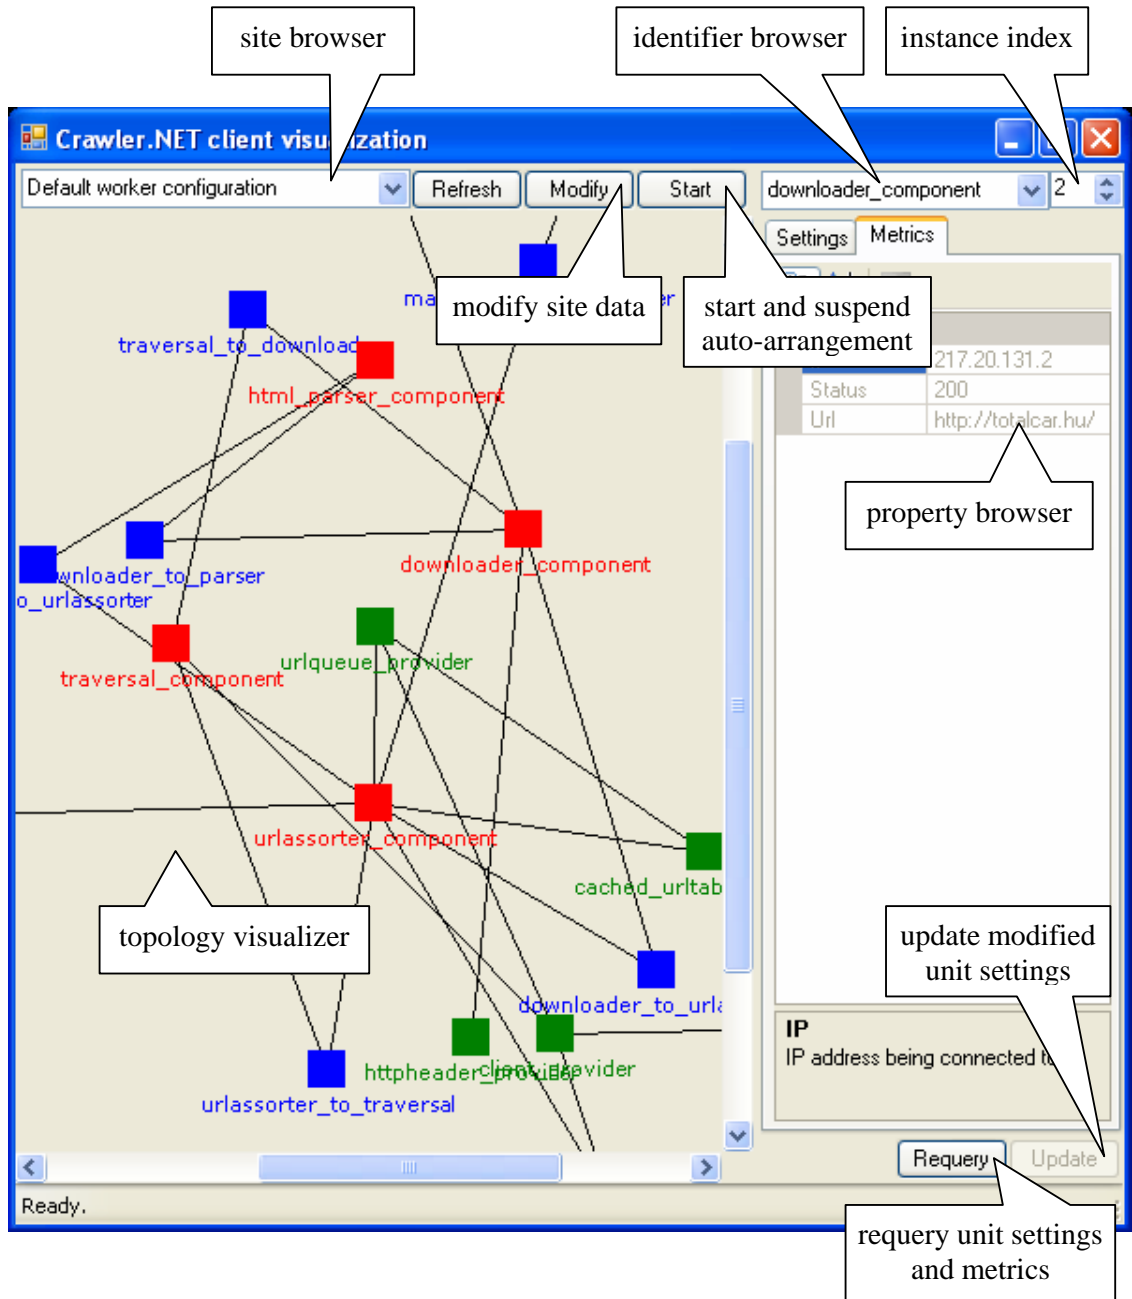 site browser
identifier browser
instance index
Crawler.NET client visualization
Default worker configuration
Refresh
Modify
Start
downloader_component
2
Settings
Metrics
modify site data
start and suspend
auto-arrangement
traversal_to_download
html_parser_component
217.20.131.2
Status
200
Url
http://totalcar.hu/
property browser
downloader_component
wnloader_to_parser
o_urlassorter
urlqueue_provider
traversal_component
urlassorter_component
cached_urltab
topology visualizer
update modified
unit settings
downloader_to_urla
IP
IP address being connected to
httpheader_provider
client_provider
urlassorter_to_traversal
Requery
Update
Ready.
requery unit settings
and metrics